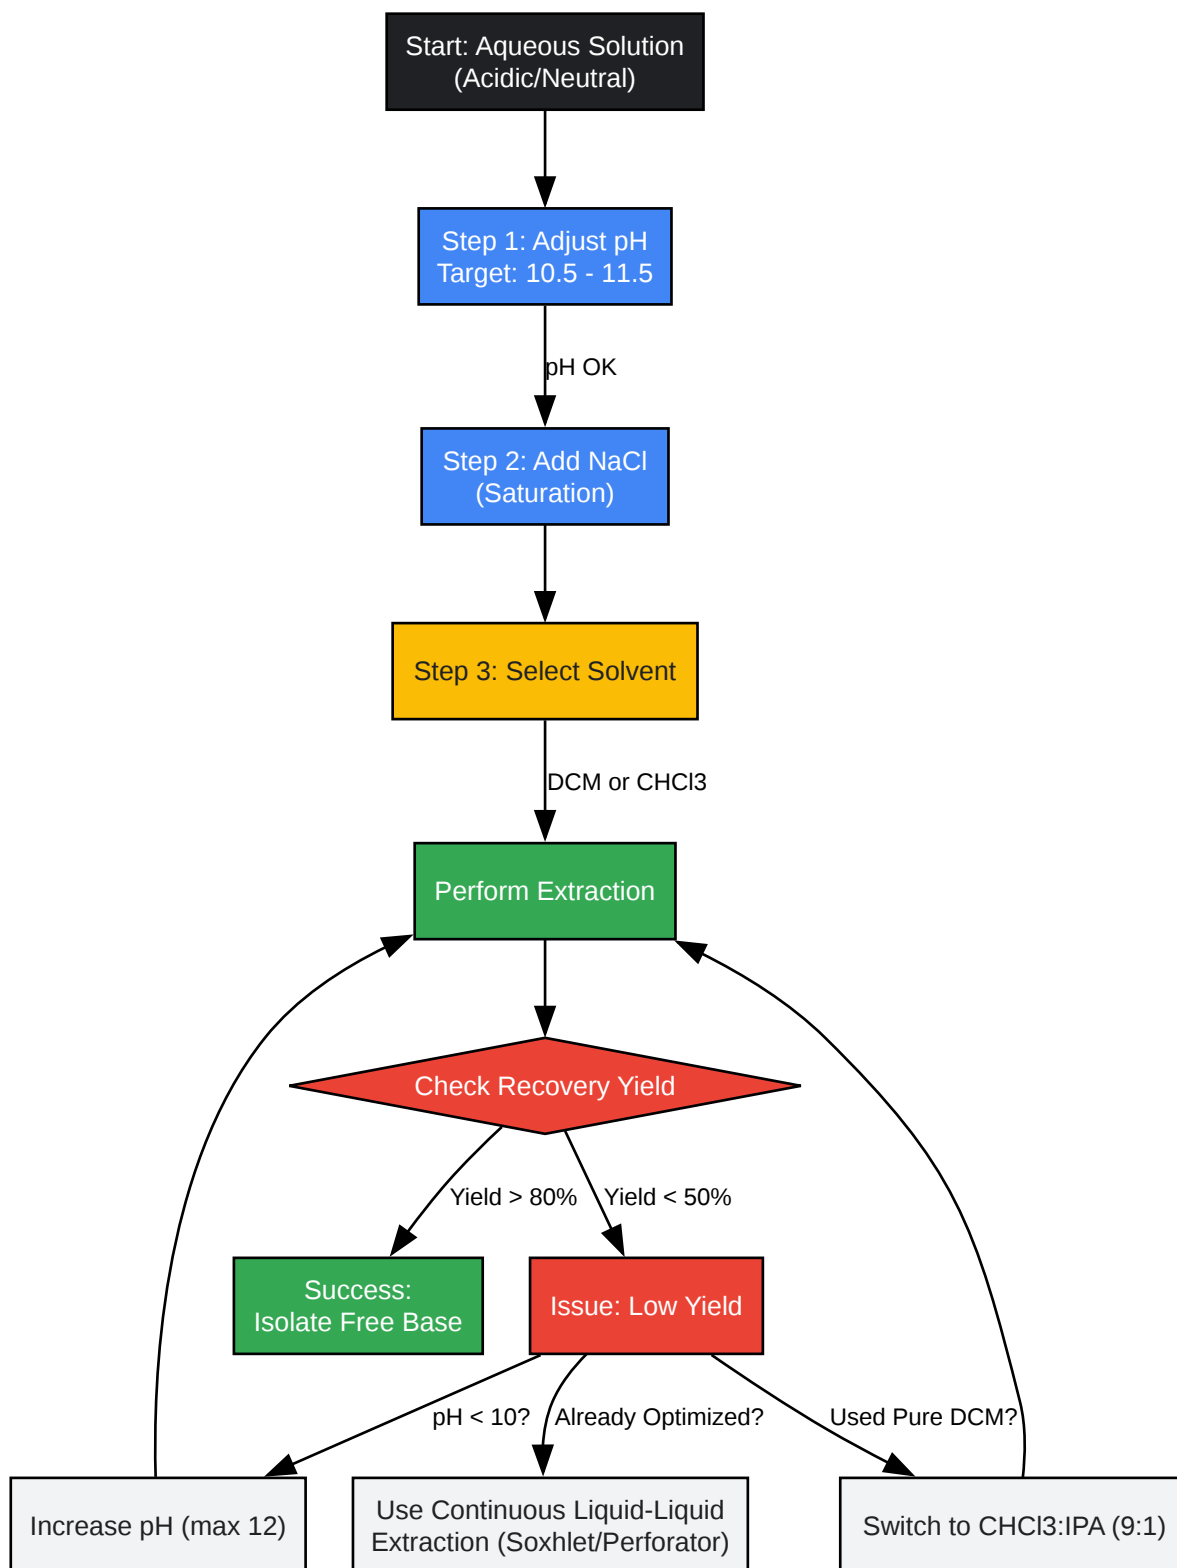 Start: Aqueous Solution
(Acidic/Neutral)
Step 1: Adjust pH
Target: 10.5 - 11.5
pH OK
Step 2: Add NaCl
(Saturation)
Step 3: Select Solvent
DCM or CHCl3
Perform Extraction
Check Recovery Yield
Yield > 80%
Yield < 50%
Success:
Isolate Free Base
Issue: Low Yield
pH < 10?
Already Optimized?
Used Pure DCM?
Increase pH (max 12)
Use Continuous Liquid-Liquid
Extraction (Soxhlet/Perforator)
Switch to CHCl3:IPA (9:1)